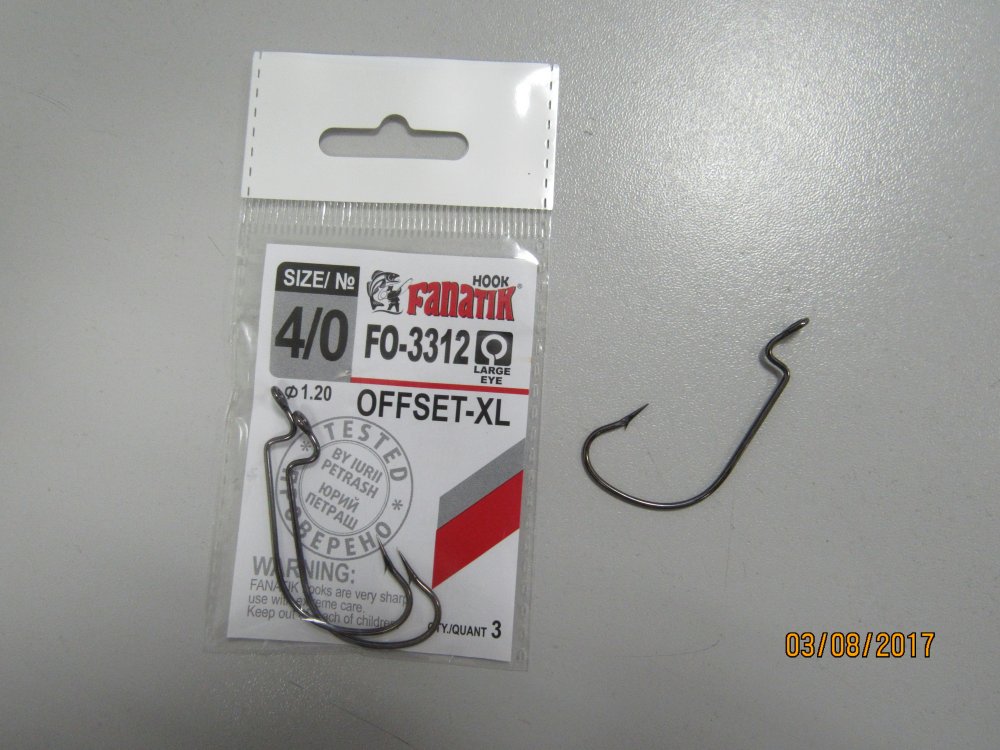 SIZE/ №
4/0
HOOK
FANATIK®
FO-3312
LARGE
EYE
⌀ 1.20
OFFSET-XL
TESTED
BY IURII
PETRASH
ЮРИЙ
ПЕТРАШ
WARNING:
FANATIK hooks are very sharp
use with extreme care.
Keep out of reach of children
QTY./QUANT 3
03/08/2017